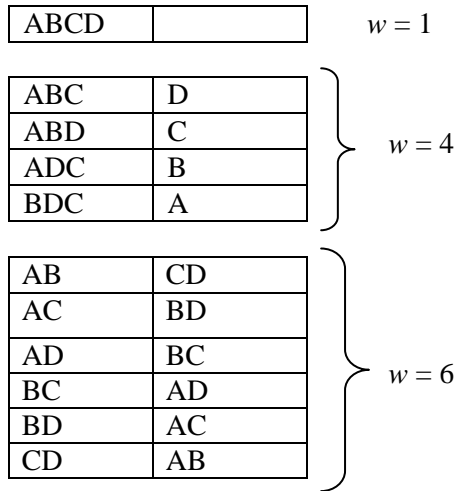 ABCD w = 1
ABC D
ABD C
ADC B
BDC A
w = 4
AB CD
AC BD
AD BC
BC AD
BD AC
CD AB
w = 6